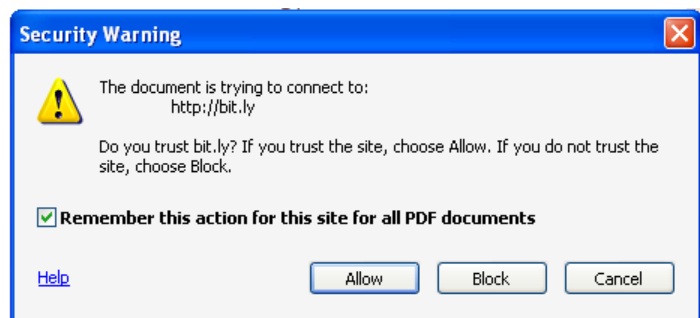 Security Warning
The document is trying to connect to:
http://bit.ly
Do you trust bit.ly? If you trust the site, choose Allow. If you do not trust the
site, choose Block.
Remember this action for this site for all PDF documents
Help
Allow
Block
Cancel